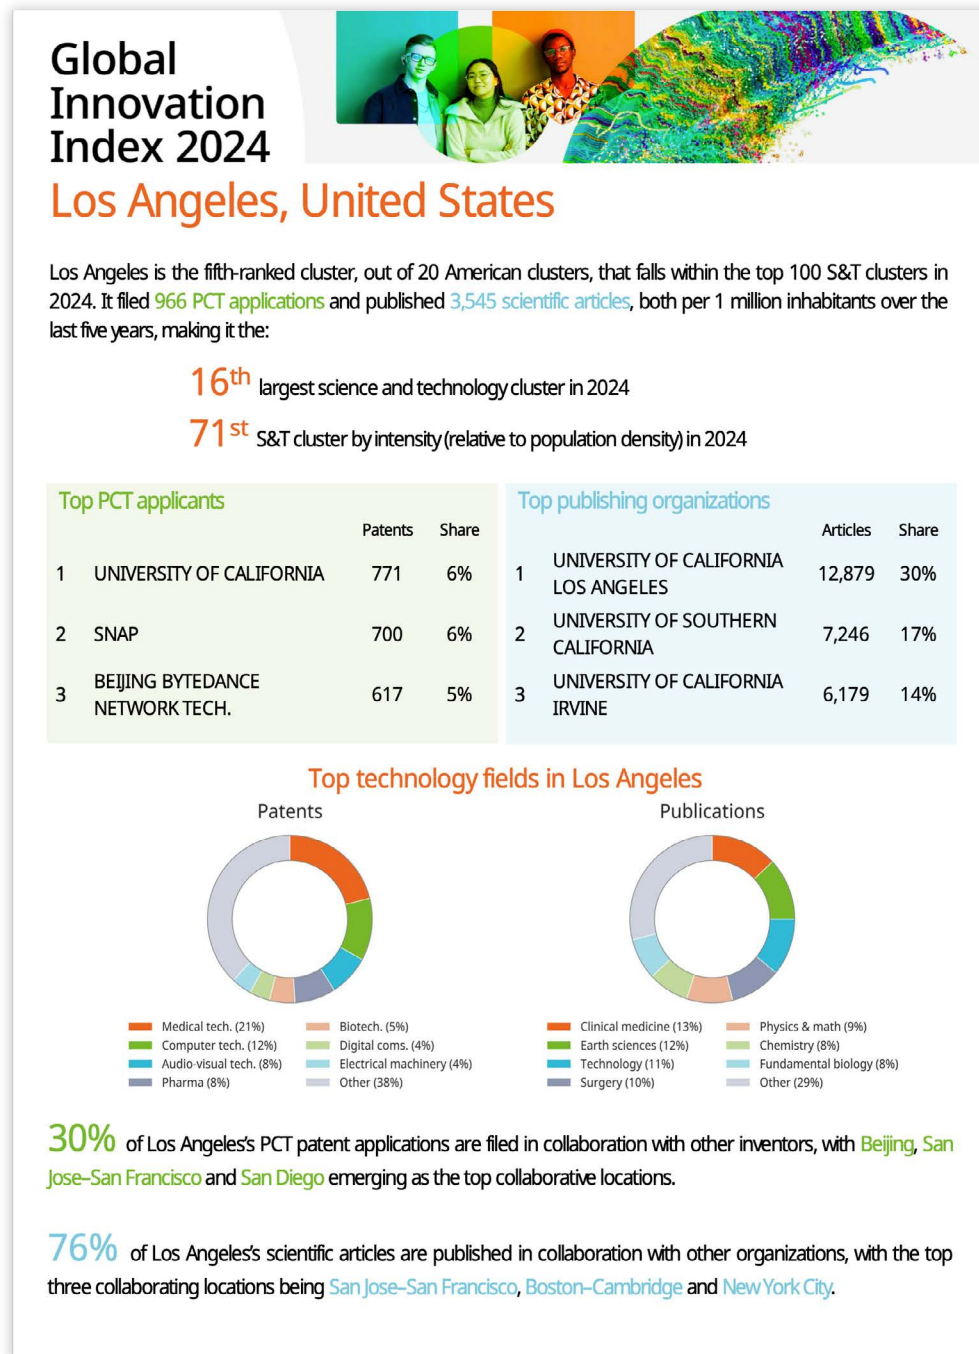 Global
Innovation
Index 2024
Los Angeles, United States
Los Angeles is the fifth-ranked cluster, out of 20 American clusters, that falls within the top 100 S&T clusters in
2024. It filed 966 PCT applications and published 3,545 scientific articles, both per 1 million inhabitants over the
last five years, making it the:
16th largest science and technology cluster in 2024
71st S&T cluster by intensity (relative to population density) in 2024
Top PCT applicants
Patents Share
1 UNIVERSITY OF CALIFORNIA 771 6%
2 SNAP 700 6%
3 BEIJING BYTEDANCE
NETWORK TECH. 617 5%
Top publishing organizations
Articles Share
1 UNIVERSITY OF CALIFORNIA
LOS ANGELES 12,879 30%
2 UNIVERSITY OF SOUTHERN
CALIFORNIA 7,246 17%
3 UNIVERSITY OF CALIFORNIA
IRVINE 6,179 14%
Top technology fields in Los Angeles
Patents
Medical tech. (21%)
Computer tech. (12%)
Audio-visual tech. (8%)
Pharma (8%)
Biotech. (5%)
Digital coms. (4%)
Electrical machinery (4%)
Other (38%)
Publications
Clinical medicine (13%)
Earth sciences (12%)
Technology (11%)
Surgery (10%)
Physics & math (9%)
Chemistry (8%)
Fundamental biology (8%)
Other (29%)
30% of Los Angeles's PCT patent applications are filed in collaboration with other inventors, with Beijing, San
Jose–San Francisco and San Diego emerging as the top collaborative locations.
76% of Los Angeles's scientific articles are published in collaboration with other organizations, with the top
three collaborating locations being San Jose–San Francisco, Boston–Cambridge and New York City.